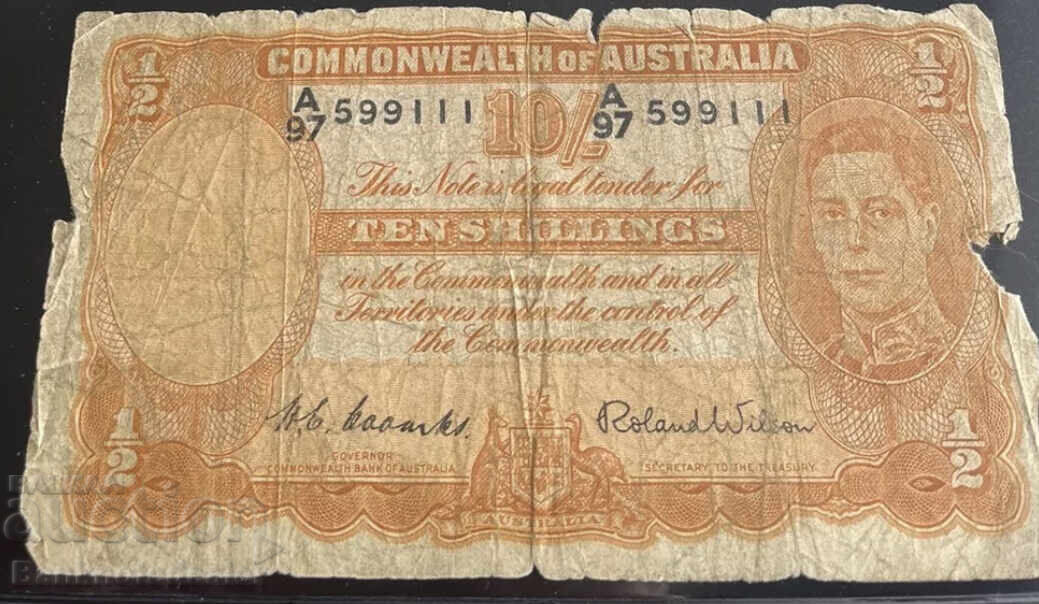 1/2 COMMONWEALTH OF AUSTRALIA 1/2
A/97 599111 10/- A/97 599111
This Note is legal tender for
TEN SHILLINGS
in the Commonwealth and in all
Territories under the control of
the Commonwealth.
H.C. Coombs. Roland Wilson
GOVERNOR SECRETARY TO THE TREASURY
COMMONWEALTH BANK OF AUSTRALIA
1/2 AUSTRALIA 1/2
auction